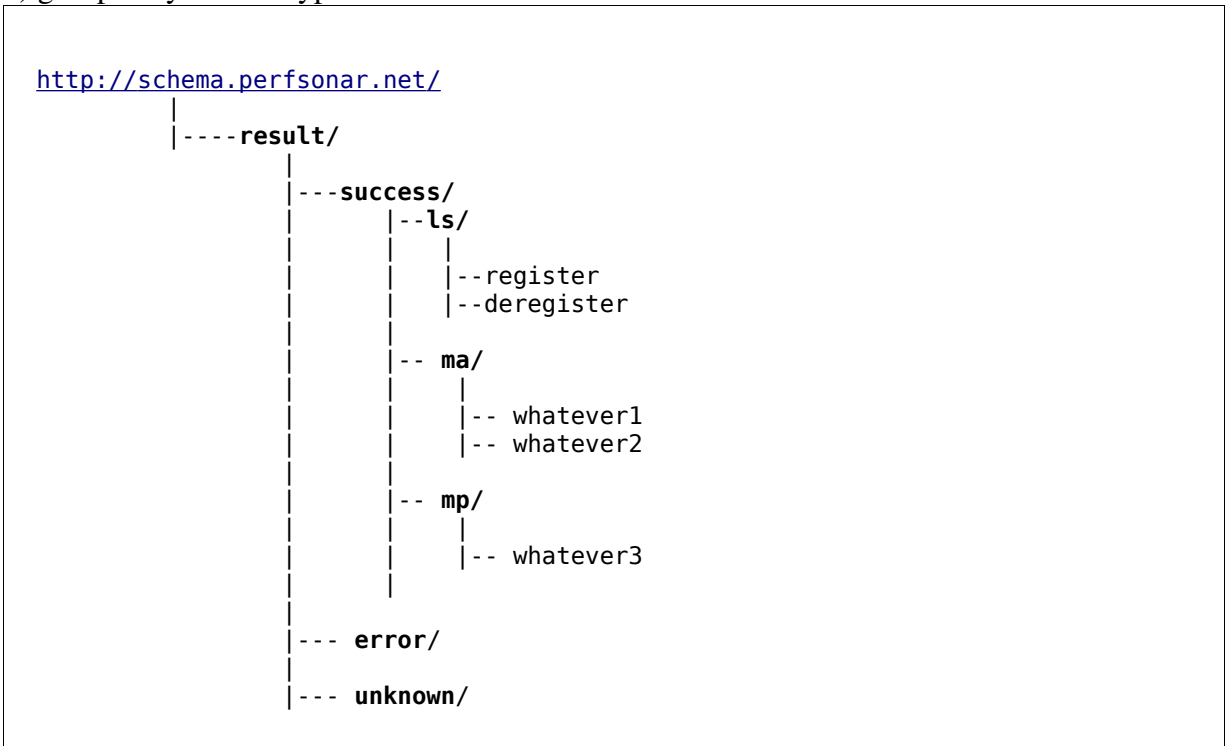 http://schema.perfsonar.net/
|
|----result/
|
|---success/
| |--ls/
| | |
| | |--register
| | |--deregister
| |
| |-- ma/
| | |
| | |-- whatever1
| | |-- whatever2
| |
| |-- mp/
| | |
| | |-- whatever3
| |
|
|--- error/
|
|--- unknown/